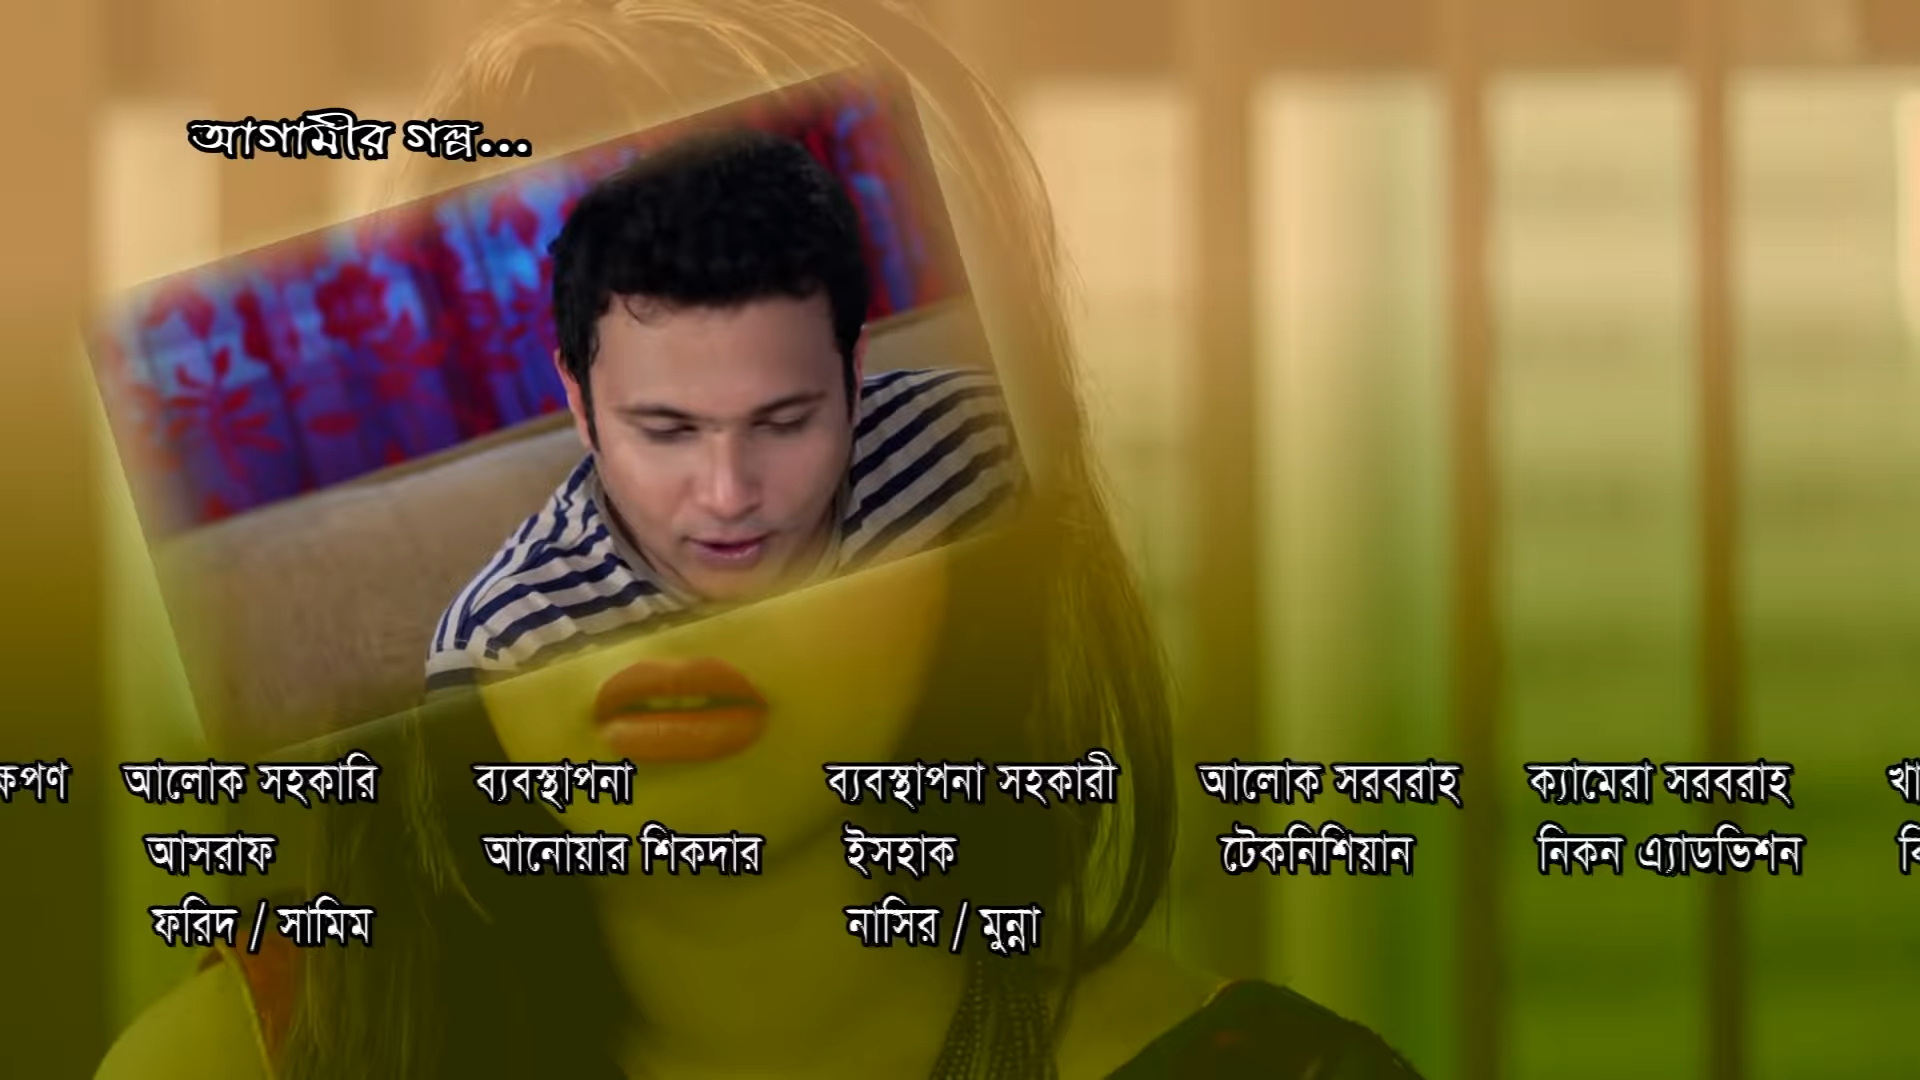 আগামীর গল্প...
আলোক সহকারি
আসরাফ
ফরিদ / সামিম
ব্যবস্থাপনা
আনোয়ার শিকদার
ব্যবস্থাপনা সহকারী
ইসহাক
নাসির / মুন্না
আলোক সরবরাহ
টেকনিশিয়ান
ক্যামেরা সরবরাহ
নিকন এ্যাডভিশন